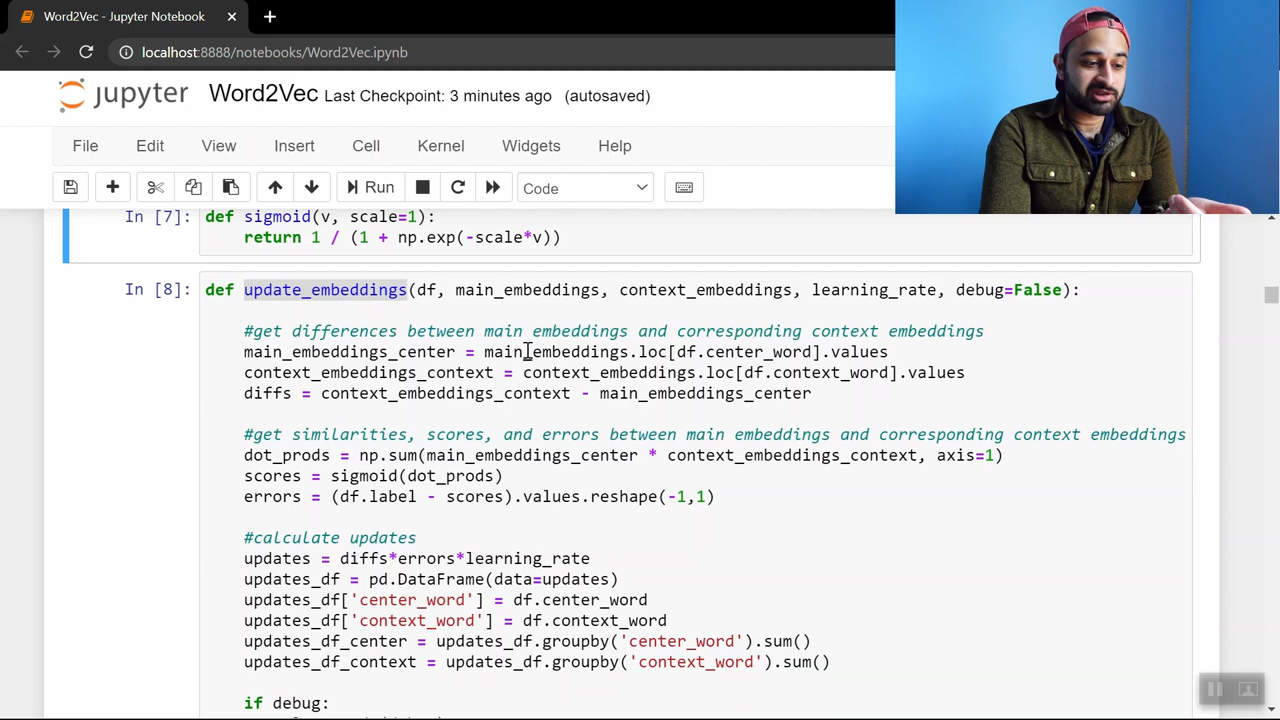 Word2Vec - Jupyter Notebook
localhost:8888/notebooks/Word2Vec.ipynb
jupyter Word2Vec Last Checkpoint: 3 minutes ago (autosaved)
File Edit View Insert Cell Kernel Widgets Help
Run Code
In [7]: def sigmoid(v, scale=1):
return 1 / (1 + np.exp(-scale*v))
In [8]: def update_embeddings(df, main_embeddings, context_embeddings, learning_rate, debug=False):
#get differences between main embeddings and corresponding context embeddings
main_embeddings_center = main_embeddings.loc[df.center_word].values
context_embeddings_context = context_embeddings.loc[df.context_word].values
diffs = context_embeddings_context - main_embeddings_center
#get similarities, scores, and errors between main embeddings and corresponding context embeddings
dot_prods = np.sum(main_embeddings_center * context_embeddings_context, axis=1)
scores = sigmoid(dot_prods)
errors = (df.label - scores).values.reshape(-1,1)
#calculate updates
updates = diffs*errors*learning_rate
updates_df = pd.DataFrame(data=updates)
updates_df['center_word'] = df.center_word
updates_df['context_word'] = df.context_word
updates_df_center = updates_df.groupby('center_word').sum()
updates_df_context = updates_df.groupby('context_word').sum()
if debug: